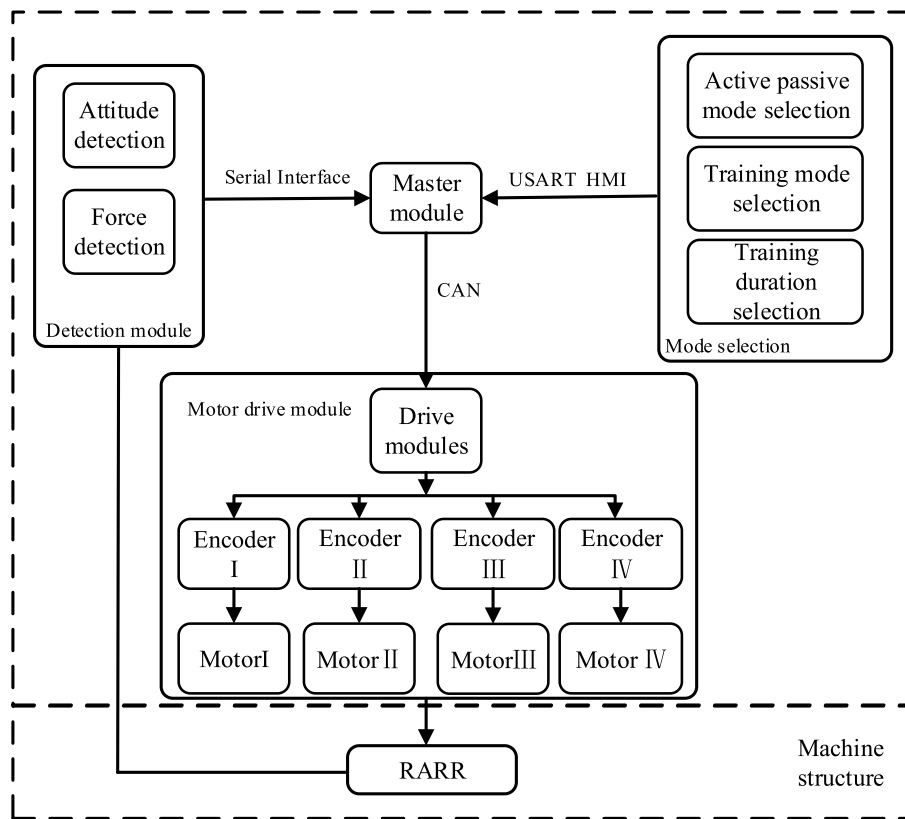 Attitude
detection
Force
detection
Detection module
Serial Interface
Master
module
USART HMI
Active passive
mode selection
Training mode
selection
Training
duration
selection
Mode selection
CAN
Motor drive module
Drive
modules
Encoder
Ⅰ
Encoder
Ⅱ
Encoder
Ⅲ
Encoder
Ⅳ
MotorⅠ
Motor Ⅱ
MotorⅢ
Motor Ⅳ
RARR
Machine
structure